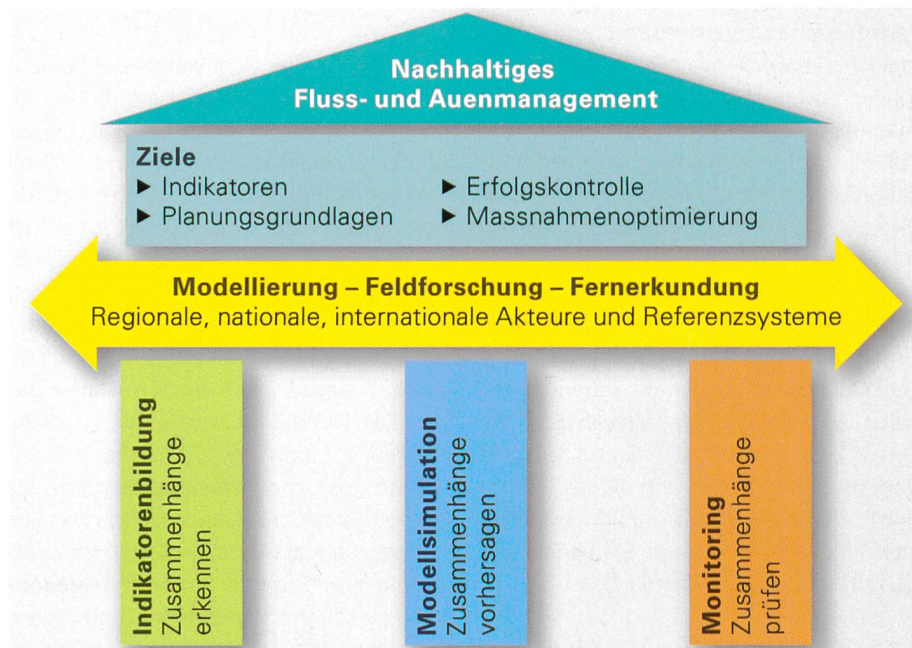 Nachhaltiges
Fluss- und Auenmanagement
Ziele
► Indikatoren
► Planungsgrundlagen
► Erfolgskontrolle
► Massnahmenoptimierung
Modellierung – Feldforschung – Fernerkundung
Regionale, nationale, internationale Akteure und Referenzsysteme
Indikatorenbildung
Zusammenhänge
erkennen
Modellsimulation
Zusammenhänge
vorhersagen
Monitoring
Zusammenhänge
prüfen